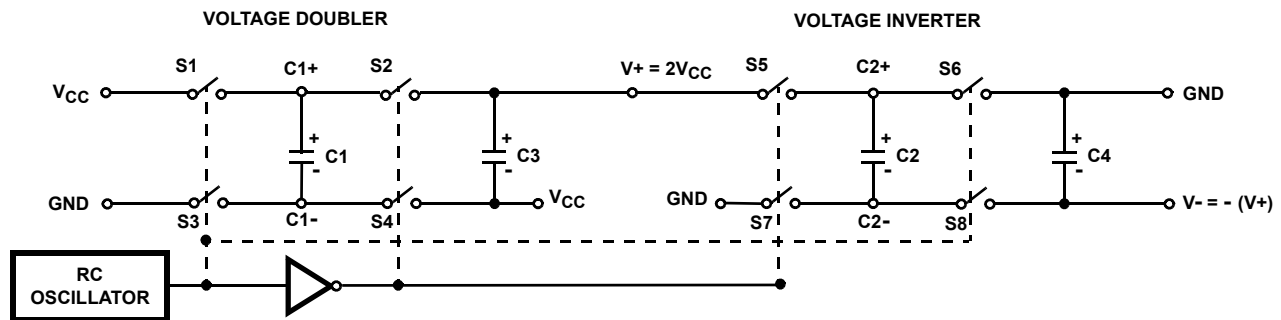 VOLTAGE DOUBLER
VOLTAGE INVERTER
S1 C1+ S2 V+ = 2VCC S5 C2+ S6
VCC GND
+ + + +
C1 C3 C2 C4
- - - -
GND VCC GND V- = - (V+)
S3 C1- S4 S7 C2- S8
RC
OSCILLATOR